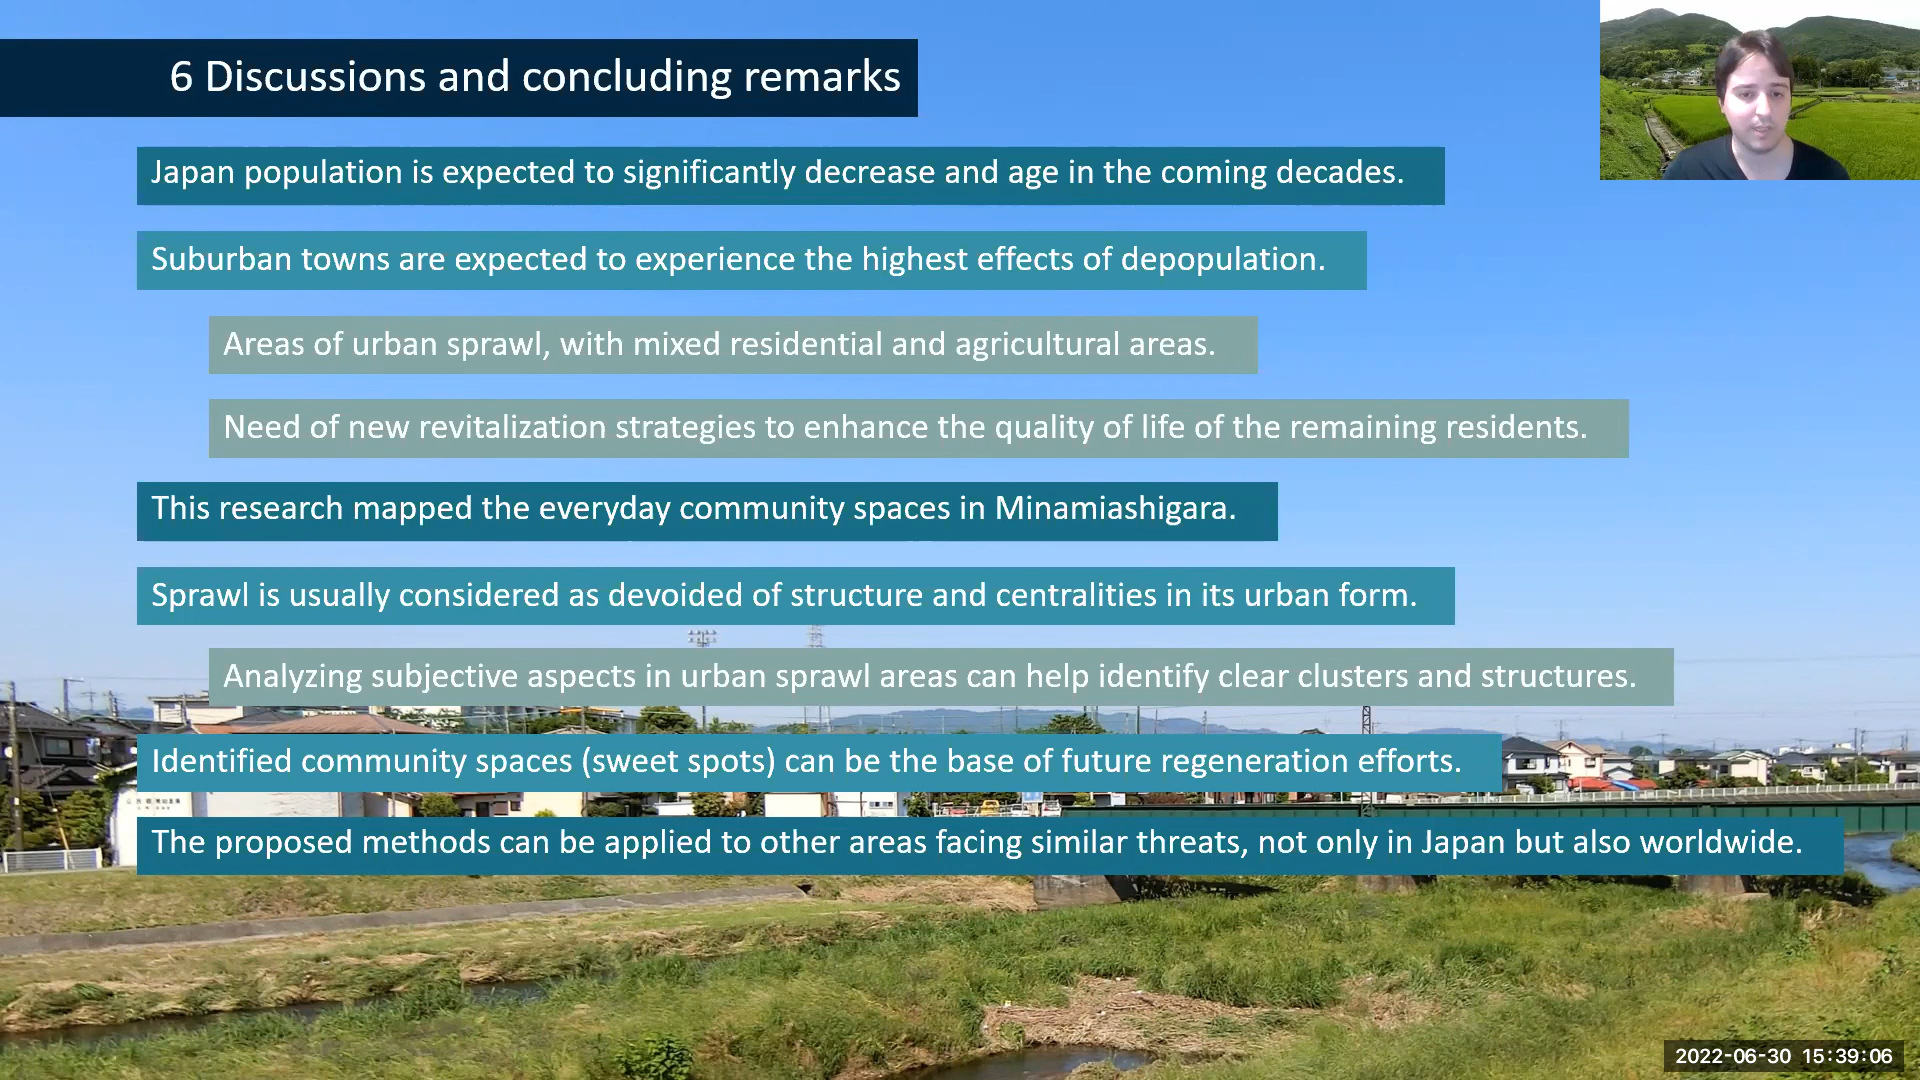 6 Discussions and concluding remarks
Japan population is expected to significantly decrease and age in the coming decades.
Suburban towns are expected to experience the highest effects of depopulation.
Areas of urban sprawl, with mixed residential and agricultural areas.
Need of new revitalization strategies to enhance the quality of life of the remaining residents.
This research mapped the everyday community spaces in Minamiashigara.
Sprawl is usually considered as devoided of structure and centralities in its urban form.
Analyzing subjective aspects in urban sprawl areas can help identify clear clusters and structures.
Identified community spaces (sweet spots) can be the base of future regeneration efforts.
The proposed methods can be applied to other areas facing similar threats, not only in Japan but also worldwide.
2022-06-30 15:39:06